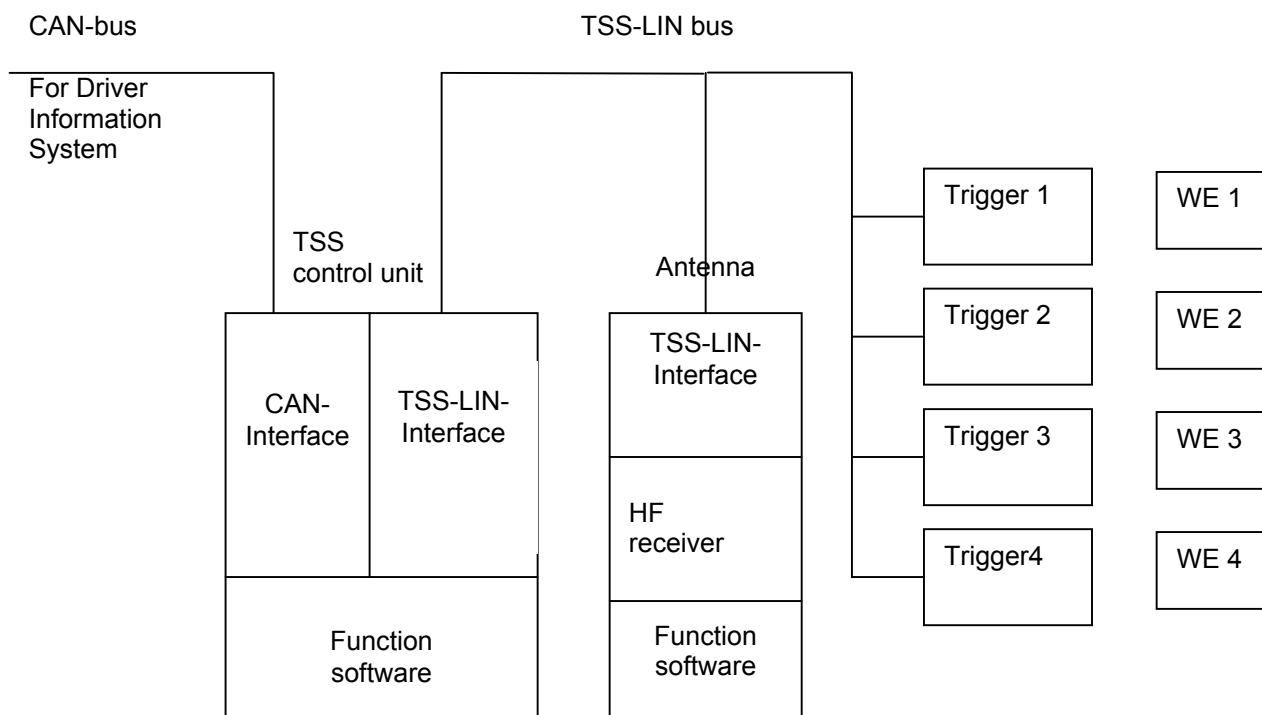 CAN-bus
TSS-LIN bus
For Driver
Information
System
TSS
control unit
Antenna
CAN-
Interface
TSS-LIN-
Interface
Function
software
TSS-LIN-
Interface
HF
receiver
Function
software
Trigger 1
WE 1
Trigger 2
WE 2
Trigger 3
WE 3
Trigger4
WE 4